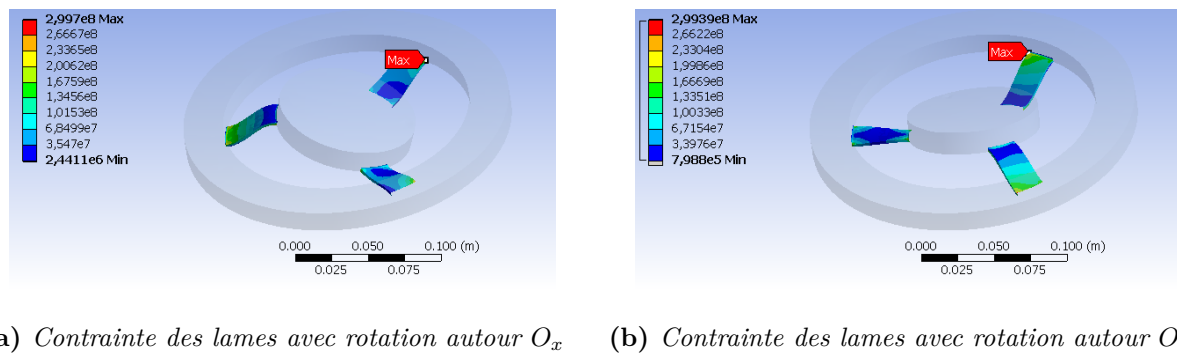 2,997e8 Max
2,6667e8
2,3365e8
2,0062e8
1,6759e8
1,3456e8
1,0153e8
6,8499e7
3,547e7
2,4411e6 Min
Max
0.000 0.050 0.100 (m)
0.025 0.075
2,9939e8 Max
2,6622e8
2,3304e8
1,9986e8
1,6669e8
1,3351e8
1,0033e8
6,7154e7
3,3976e7
7,988e5 Min
Max
0.000 0.050 0.100 (m)
0.025 0.075
a) Contrainte des lames avec rotation autour Oₓ
(b) Contrainte des lames avec rotation autour O